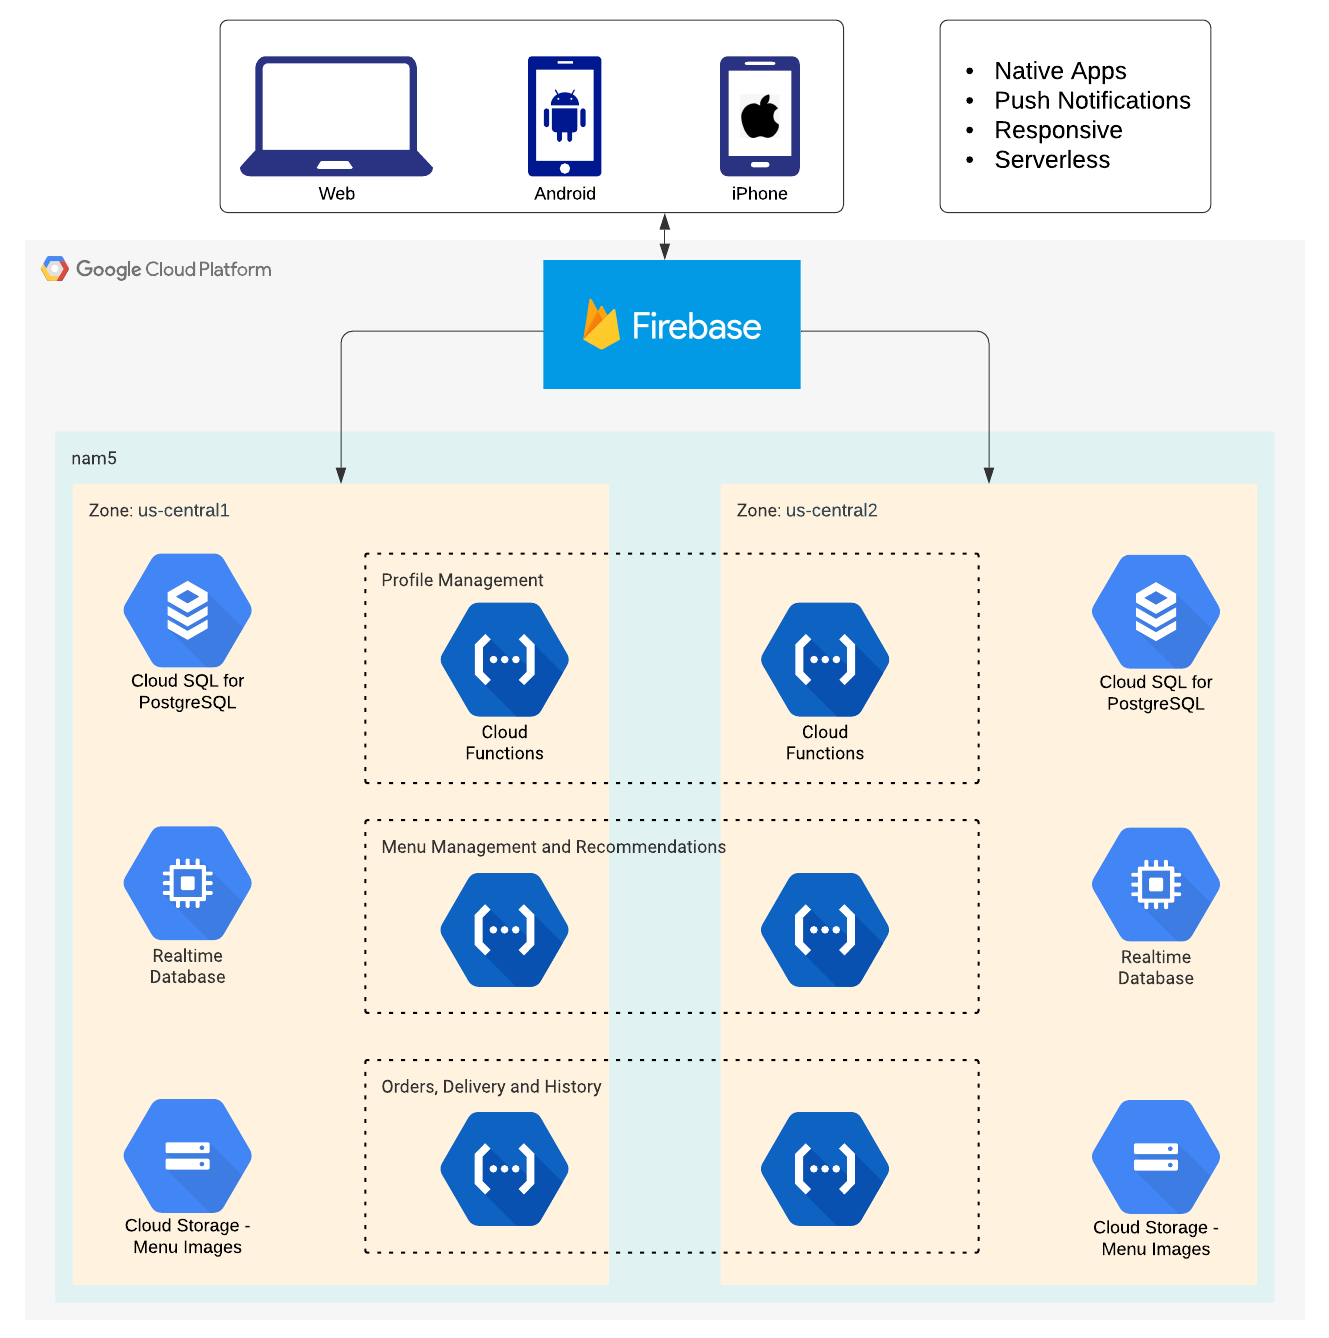 Web
Android
iPhone
• Native Apps
• Push Notifications
• Responsive
• Serverless
Google Cloud Platform
Firebase
nam5
Zone: us-central1
Zone: us-central2
Profile Management
Cloud SQL for
PostgreSQL
Cloud
Functions
Cloud
Functions
Cloud SQL for
PostgreSQL
Menu Management and Recommendations
Realtime
Database
Realtime
Database
Orders, Delivery and History
Cloud Storage -
Menu Images
Cloud Storage -
Menu Images